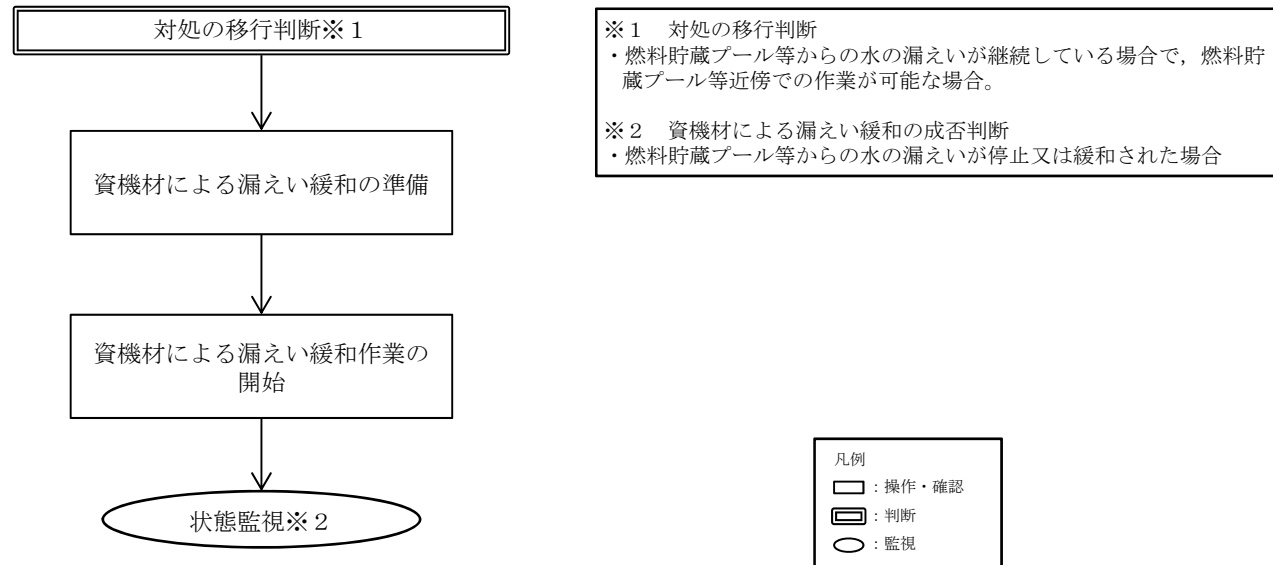 対処の移行判断※1
資機材による漏えい緩和の準備
資機材による漏えい緩和作業の
開始
状態監視※2
※1 対処の移行判断
・燃料貯蔵プール等からの水の漏えいが継続している場合で,燃料貯
蔵プール等近傍での作業が可能な場合。
※2 資機材による漏えい緩和の成否判断
・燃料貯蔵プール等からの水の漏えいが停止又は緩和された場合
凡例
:操作・確認
:判断
:監視